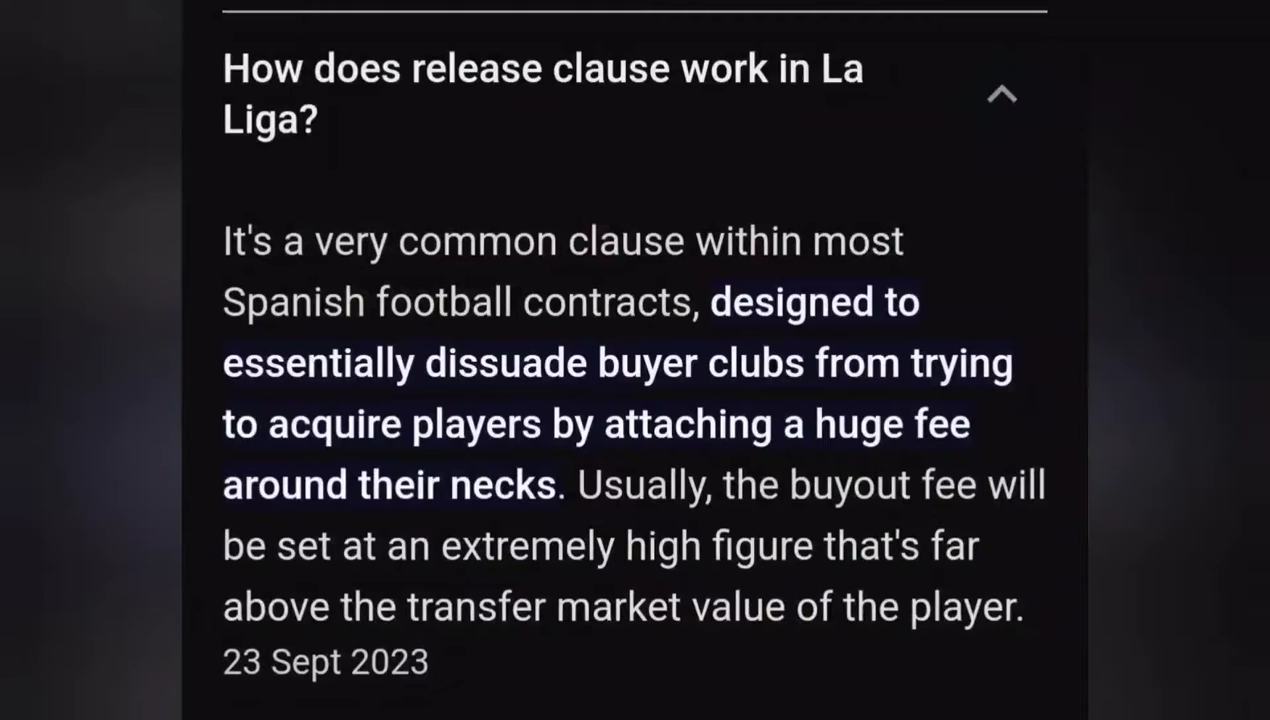 How does release clause work in La
Liga?
It's a very common clause within most
Spanish football contracts, designed to
essentially dissuade buyer clubs from trying
to acquire players by attaching a huge fee
around their necks. Usually, the buyout fee will
be set at an extremely high figure that's far
above the transfer market value of the player.
23 Sept 2023